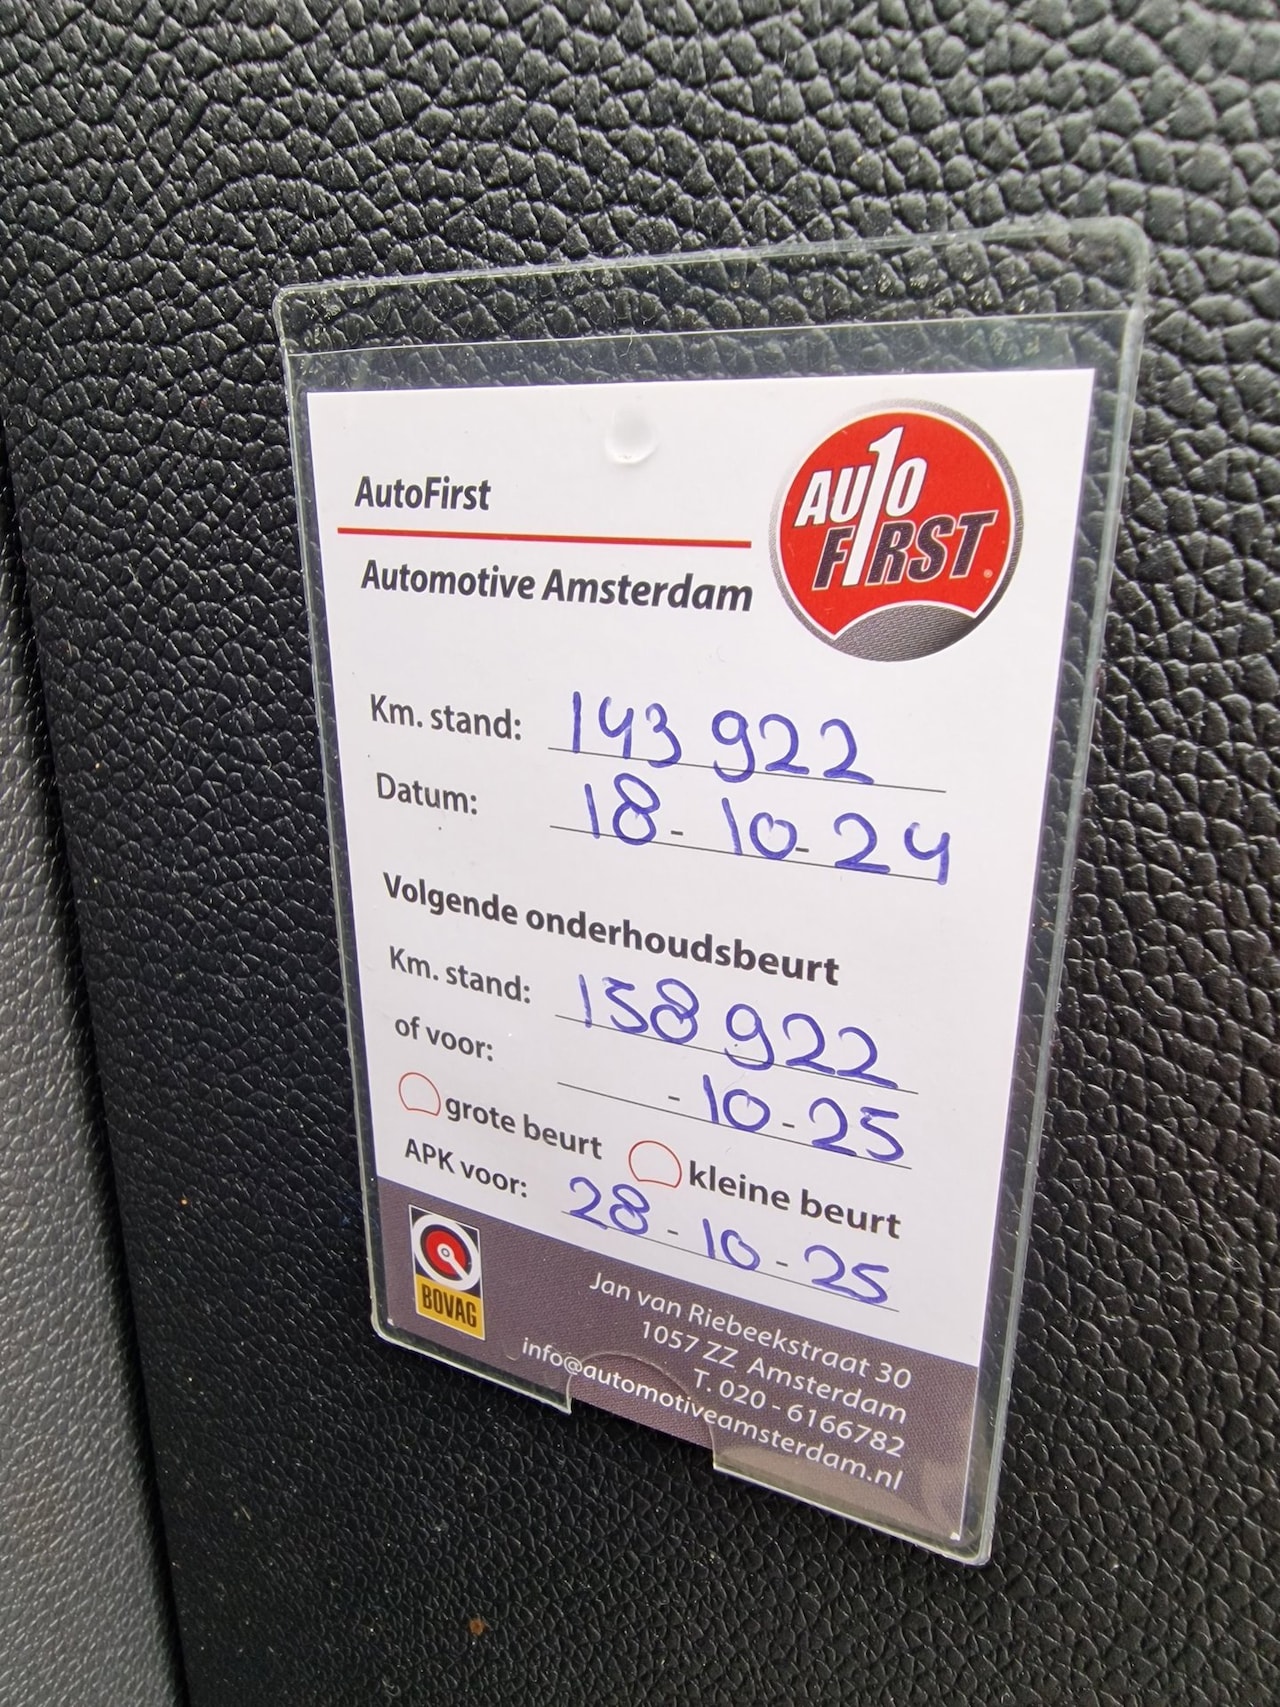 AutoFirst
AUTO
FIRST
Automotive Amsterdam
Km. stand: 143 922
Datum: 18-10-24
Volgende onderhoudsbeurt
Km. stand: 158 922
of voor: -10-25
grote beurt kleine beurt
APK voor: 28-10-25
BOVAG
Jan van Riebeekstraat 30
1057 ZZ Amsterdam
T. 020 - 6166782
info@automotiveamsterdam.nl